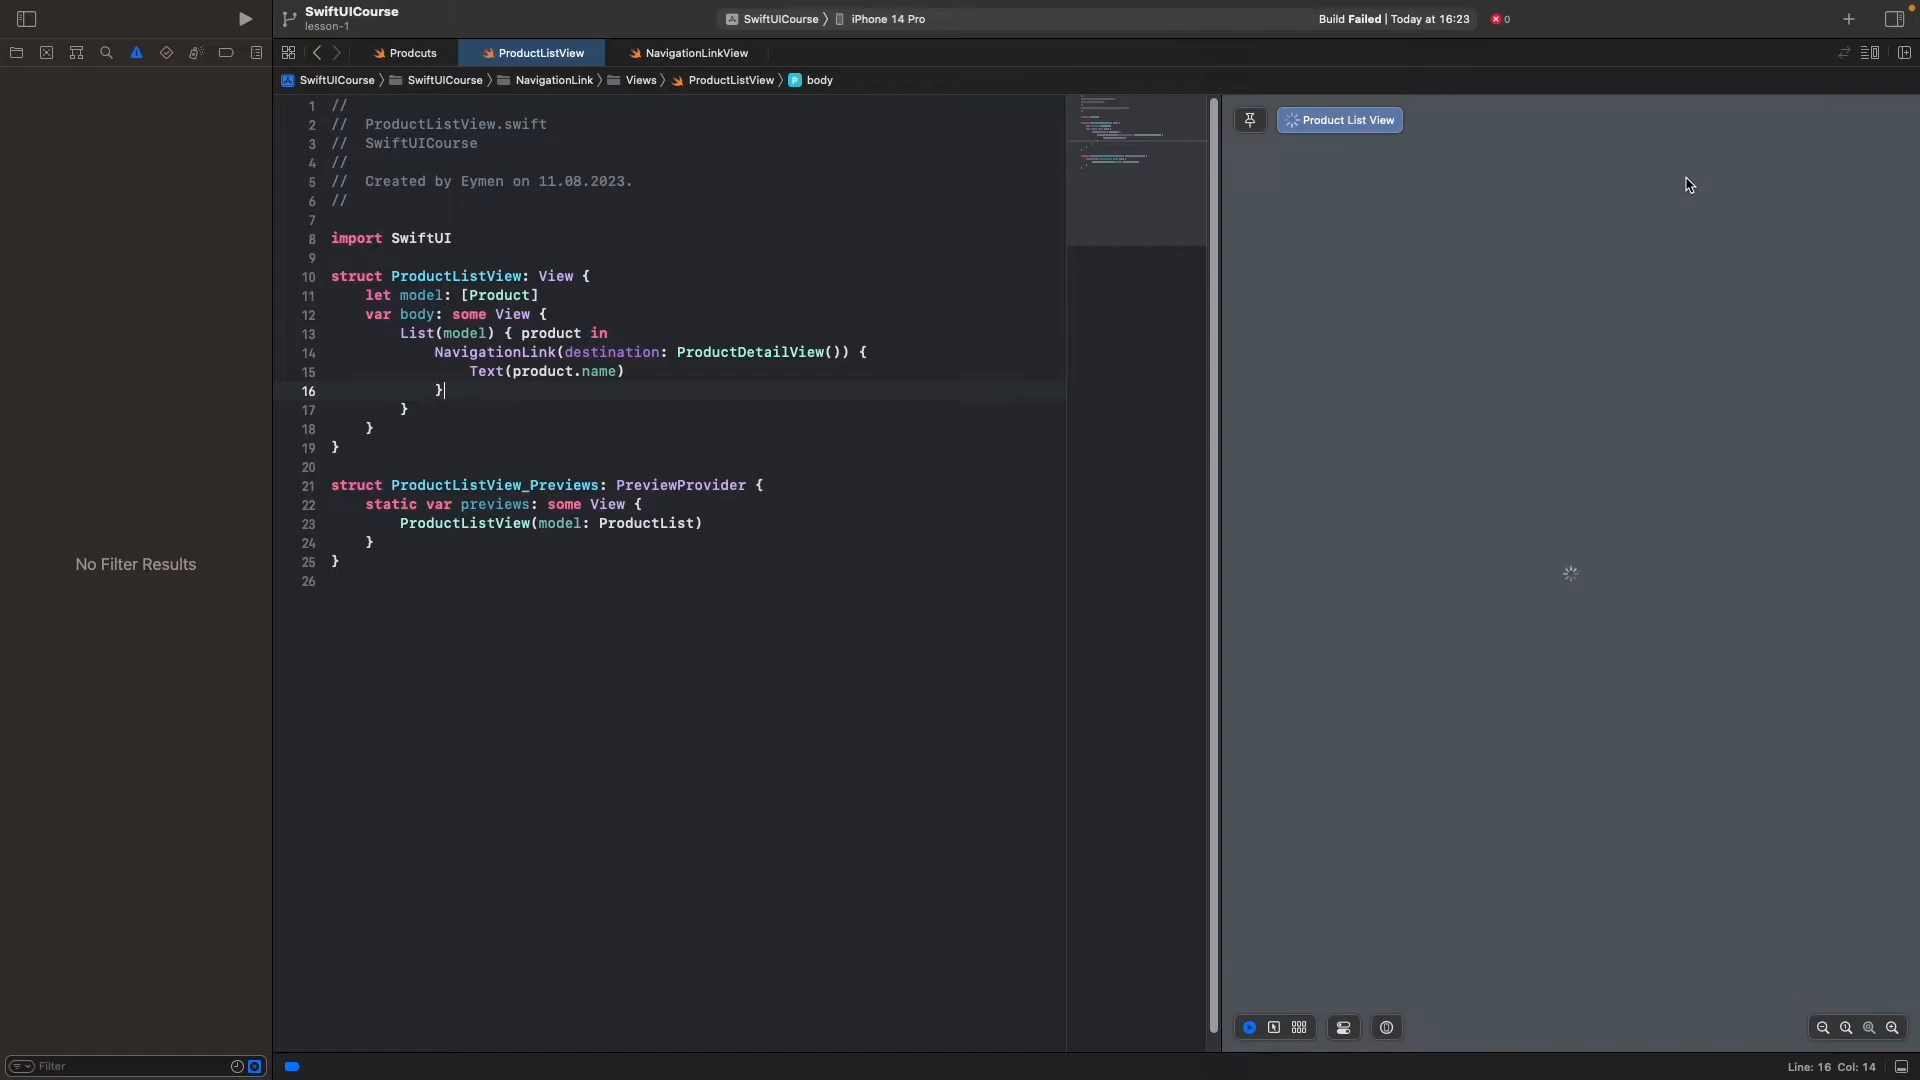 SwiftUICourse
lesson-1
SwiftUICourse 〉 iPhone 14 Pro
Build Failed | Today at 16:23
0
Prodcuts
ProductListView
NavigationLinkView
SwiftUICourse 〉 SwiftUICourse 〉 NavigationLink 〉 Views 〉 ProductListView 〉 P body
1 //
2 //  ProductListView.swift
3 //  SwiftUICourse
4 //
5 //  Created by Eymen on 11.08.2023.
6 //
7
8 import SwiftUI
9
10 struct ProductListView: View {
11     let model: [Product]
12     var body: some View {
13         List(model) { product in
14             NavigationLink(destination: ProductDetailView()) {
15                 Text(product.name)
16             }
17         }
18     }
19 }
20
21 struct ProductListView_Previews: PreviewProvider {
22     static var previews: some View {
23         ProductListView(model: ProductList)
24     }
25 }
26
Product List View
No Filter Results
Filter
Line: 16 Col: 14